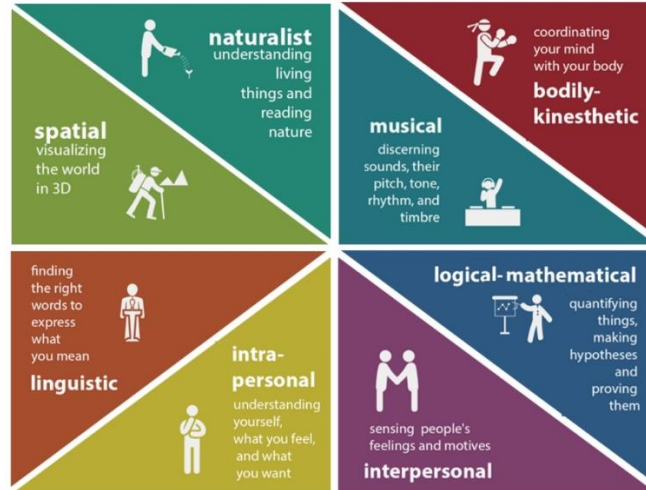 naturalist
understanding
living
things and
reading
nature
spatial
visualizing
the world
in 3D
coordinating
your mind
with your body
bodily-
kinesthetic
musical
discerning
sounds, their
pitch, tone,
rhythm, and
timbre
finding
the right
words to
express
what
you mean
linguistic
intra-
personal
understanding
yourself,
what you feel,
and what
you want
logical-mathematical
quantifying
things,
making
hypotheses
and
proving
them
sensing people's
feelings and motives
interpersonal